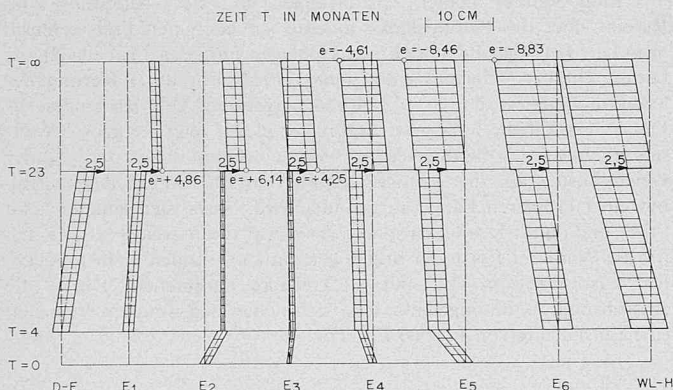 ZEIT T IN MONATEN 10 CM
e=-4,61 e=-8,46 e=-8,83
T=∞
2,5 2,5 2,5 2,5 2,5 2,5 2,5 2,5
T=23
e=+4,86 e=+6,14 e=+4,25
T=4
T=0
D-F E1 E2 E3 E4 E5 E6 WL-H